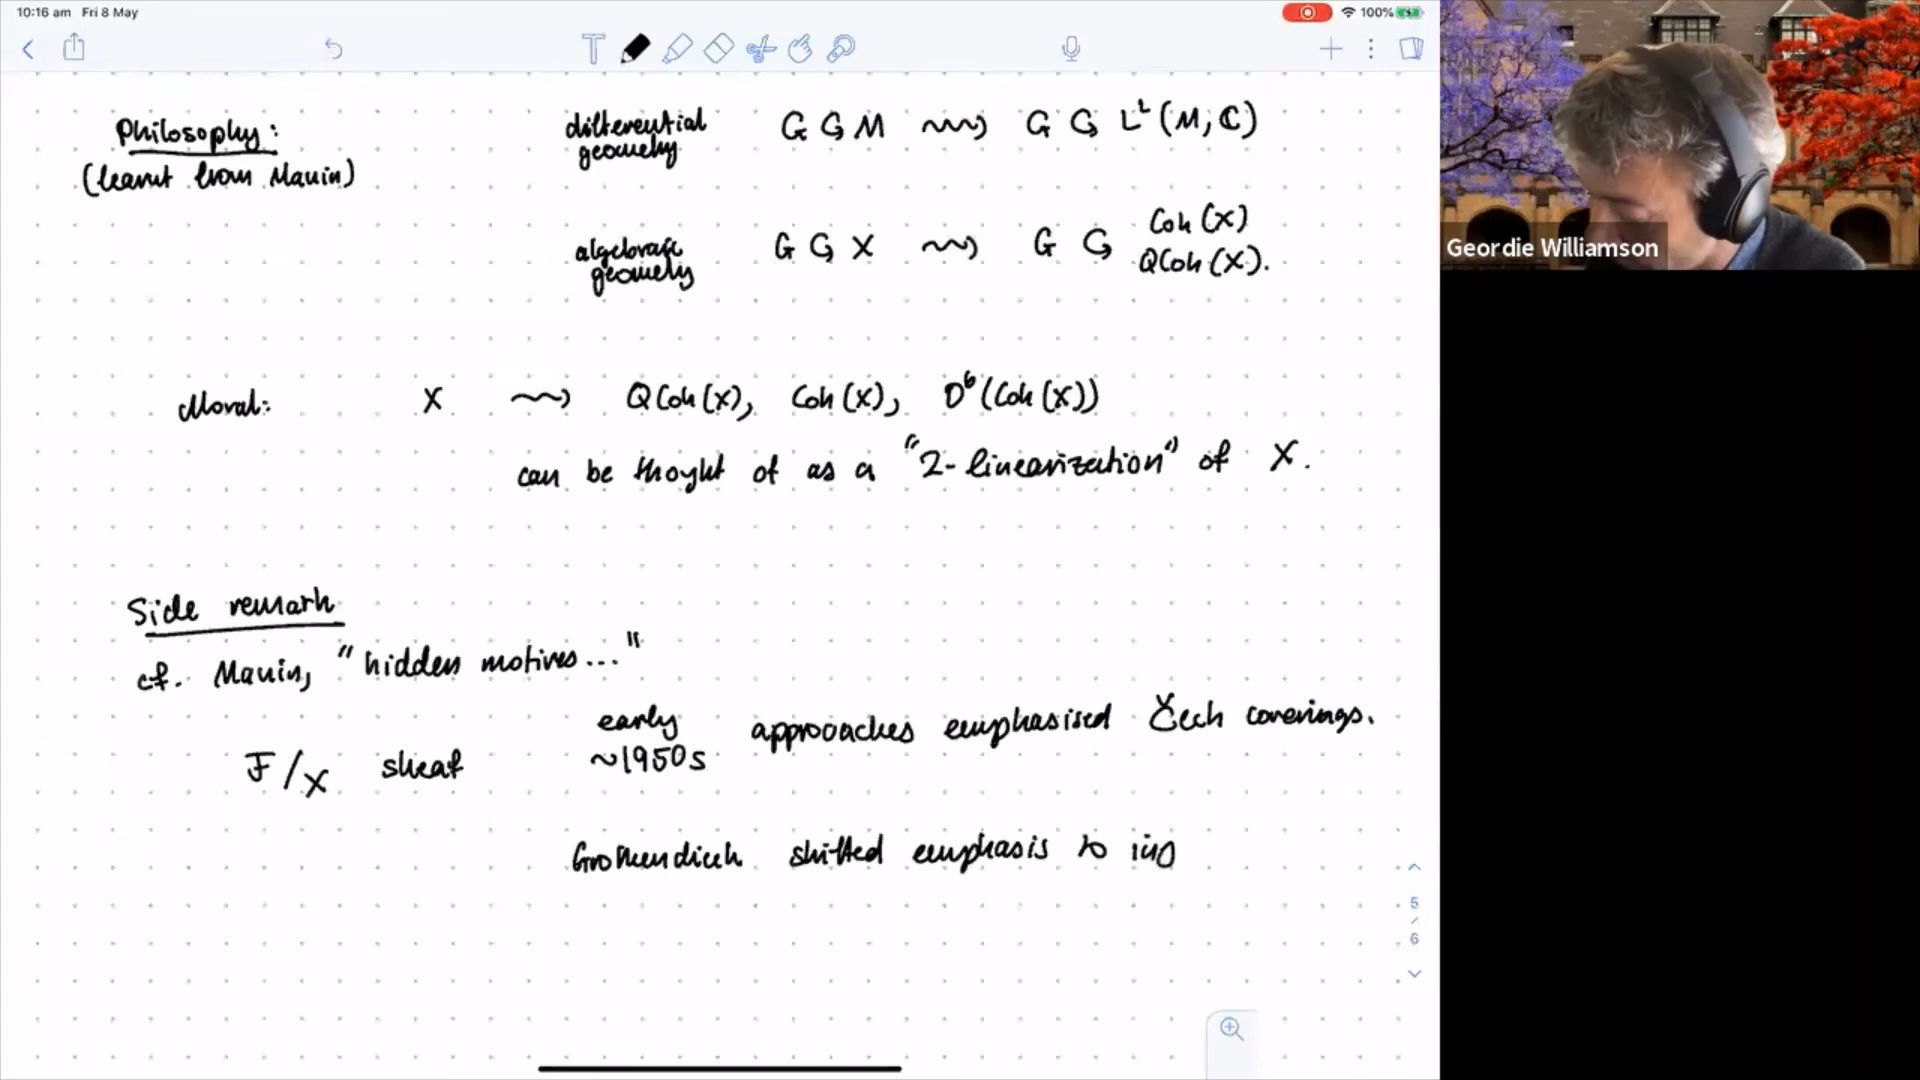 10:16 am Fri 8 May
100%
Philosophy:
(learnt from Manin)
differential geometry G ↻ M ⇝ G ↻ L²(M, ℂ)
algebraic geometry G ↻ X ⇝ G ↻ Coh(X)
QCoh(X).
Moral: X ⇝ QCoh(X), Coh(X), Dᵇ(Coh(X))
can be thoyht of as a "2-linearization" of X.
Side remark
cf. Manin, "hidden motives..."
F/X sheaf early ~1950s approaches emphasised Čech coverings.
Grothendieck shifted emphasis to
5
/
6
Geordie Williamson